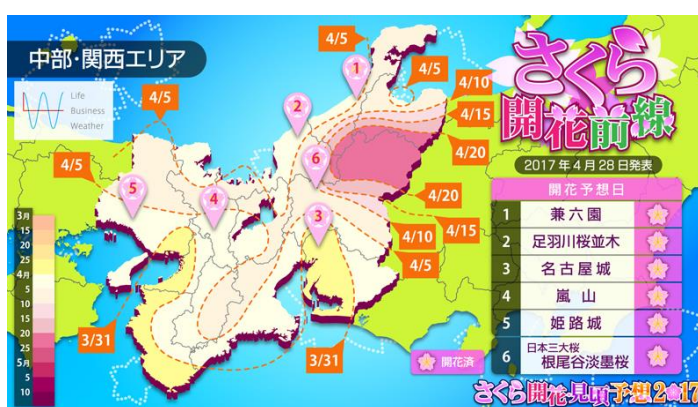 中部・関西エリア
Life
Business
Weather
さくら
開花前線
2017年4月28日発表
開花予想日
1 兼六園
2 足羽川桜並木
3 名古屋城
4 嵐山
5 姫路城
日本三大桜
6 根尾谷淡墨桜
4/5
4/5
4/10
4/15
4/20
4/5
4/5
4/20
4/15
4/10
4/5
3/31
3/31
1
2
6
5
4
3
3月
15
20
25
4月
5
10
15
20
25
5月
5
10
開花済
さくら開花・見頃予想2017